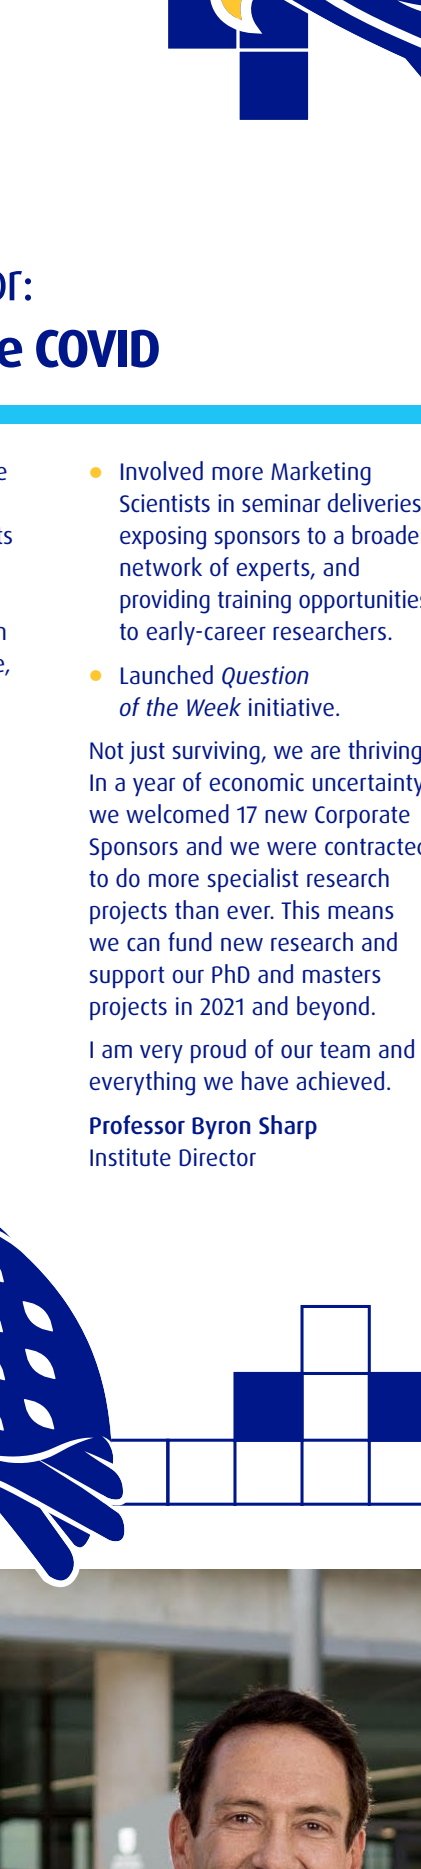 or:
e COVID
e
ts
n
e,
Involved more Marketing
Scientists in seminar deliveries
exposing sponsors to a broade
network of experts, and
providing training opportunities
to early-career researchers.
Launched Question
of the Week initiative.
Not just surviving, we are thriving
In a year of economic uncertainty
we welcomed 17 new Corporate
Sponsors and we were contracted
to do more specialist research
projects than ever. This means
we can fund new research and
support our PhD and masters
projects in 2021 and beyond.
I am very proud of our team and
everything we have achieved.
Professor Byron Sharp
Institute Director